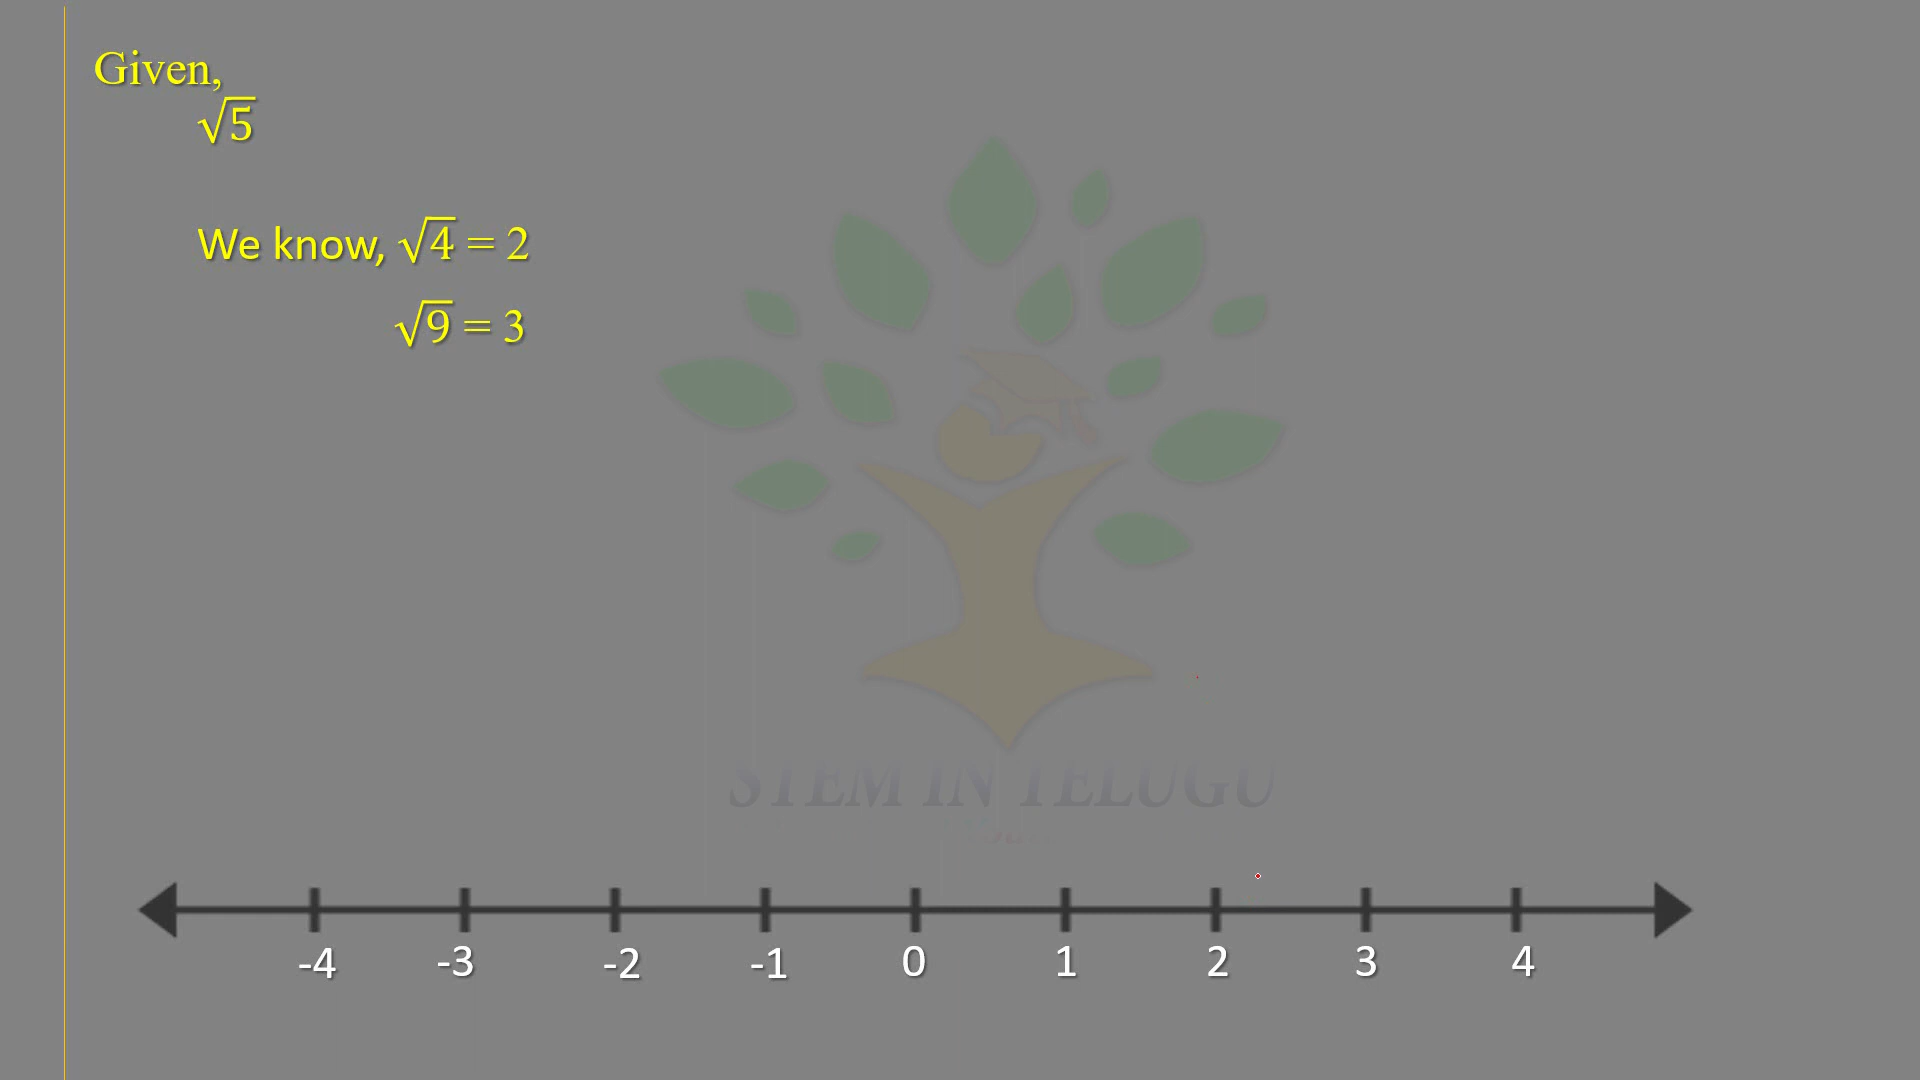 Given,
√5
We know, √4 = 2
√9 = 3
STEM IN TELUGU
-4 -3 -2 -1 0 1 2 3 4